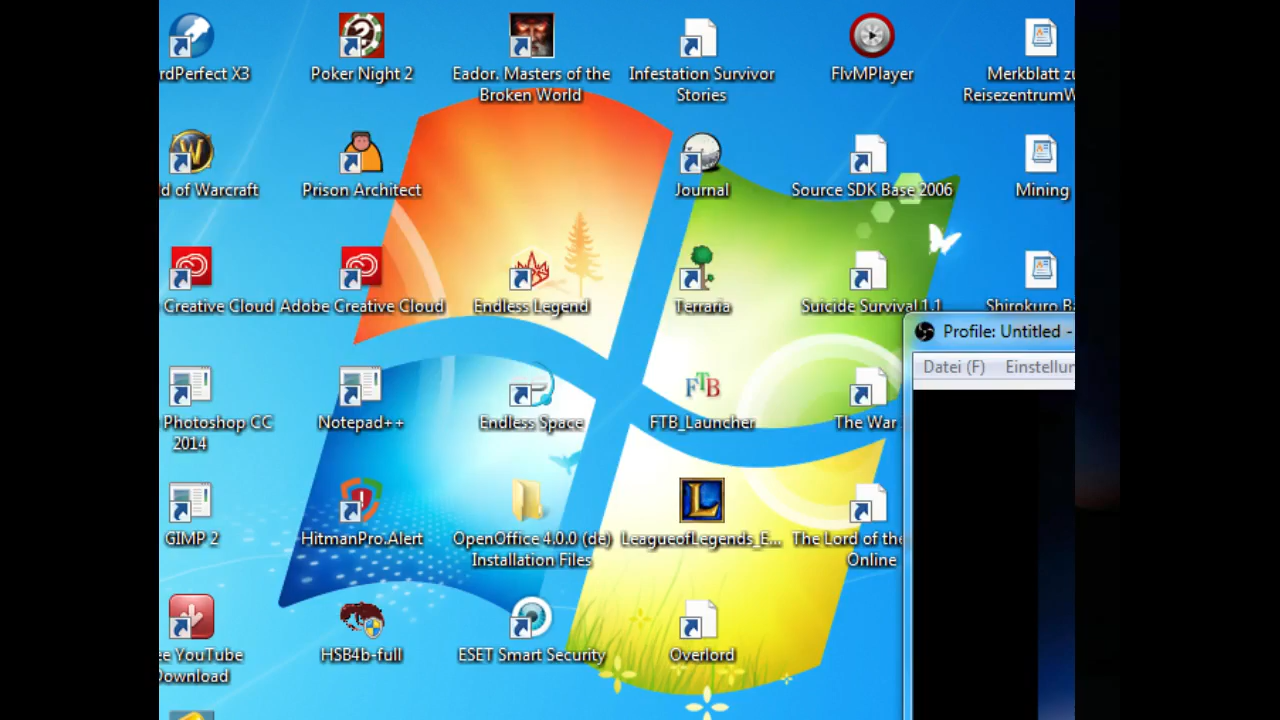 rdPerfect X3
Poker Night 2
Eador. Masters of the
Broken World
Infestation Survivor
Stories
FlvMPlayer
Merkblatt zu
ReisezentrumW
d of Warcraft
Prison Architect
Journal
Source SDK Base 2006
Mining
Creative Cloud
Adobe Creative Cloud
Endless Legend
Terraria
Suicide Survival 1.1
Shirokuro Ba
Profile: Untitled -
Datei (F) Einstellun
Photoshop CC
2014
Notepad++
Endless Space
FTB
FTB_Launcher
The War
GIMP 2
HitmanPro.Alert
OpenOffice 4.0.0 (de)
Installation Files
L
LeagueofLegends_E...
The Lord of the
Online
ee YouTube
Download
HSB4b-full
ESET Smart Security
Overlord